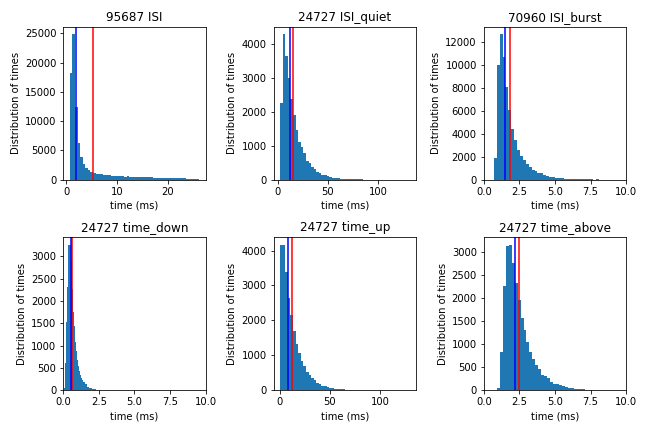 95687 ISI
24727 ISI_quiet
70960 ISI_burst
Distribution of times
25000
20000
15000
10000
5000
0
0 10 20
time (ms)
Distribution of times
4000
3000
2000
1000
0
0 50 100
time (ms)
Distribution of times
12000
10000
8000
6000
4000
2000
0
0.0 2.5 5.0 7.5 10.0
time (ms)
24727 time_down
24727 time_up
24727 time_above
Distribution of times
3000
2500
2000
1500
1000
500
0
0.0 2.5 5.0 7.5 10.0
time (ms)
Distribution of times
4000
3000
2000
1000
0
0 50 100
time (ms)
Distribution of times
3000
2500
2000
1500
1000
500
0
0.0 2.5 5.0 7.5 10.0
time (ms)